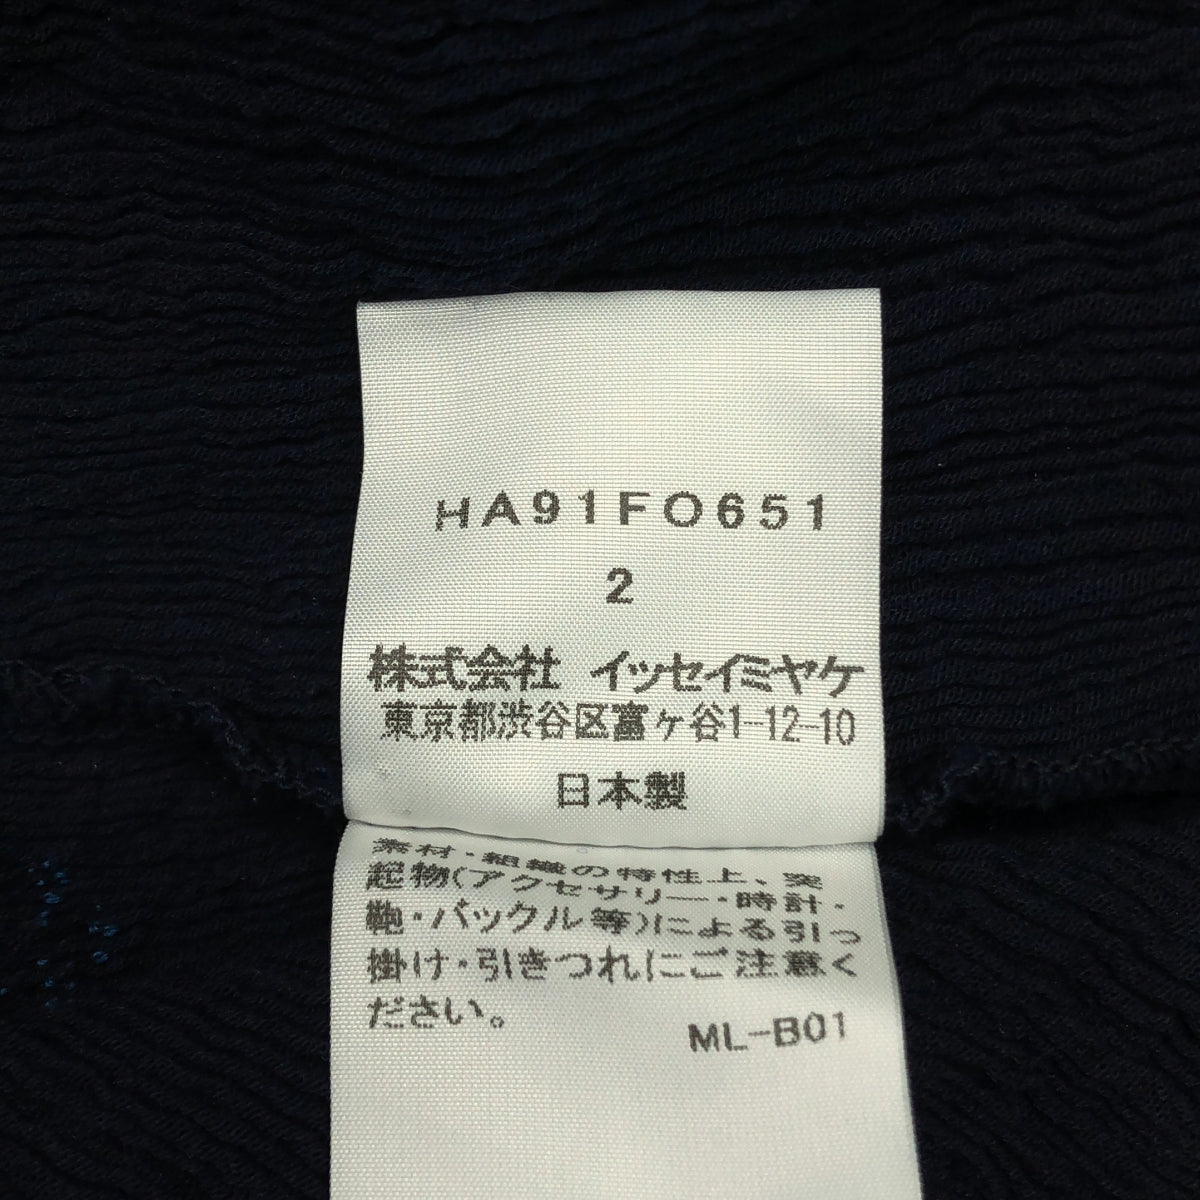 HA91FO651
2
株式会社 イッセイミヤケ
東京都渋谷区富ヶ谷1-12-10
日本製
素材・組織の特性上、突
起物(アクセサリー・時計・
鞄・バックル等)による引っ
掛け・引きつれにご注意く
ださい。
ML-B01